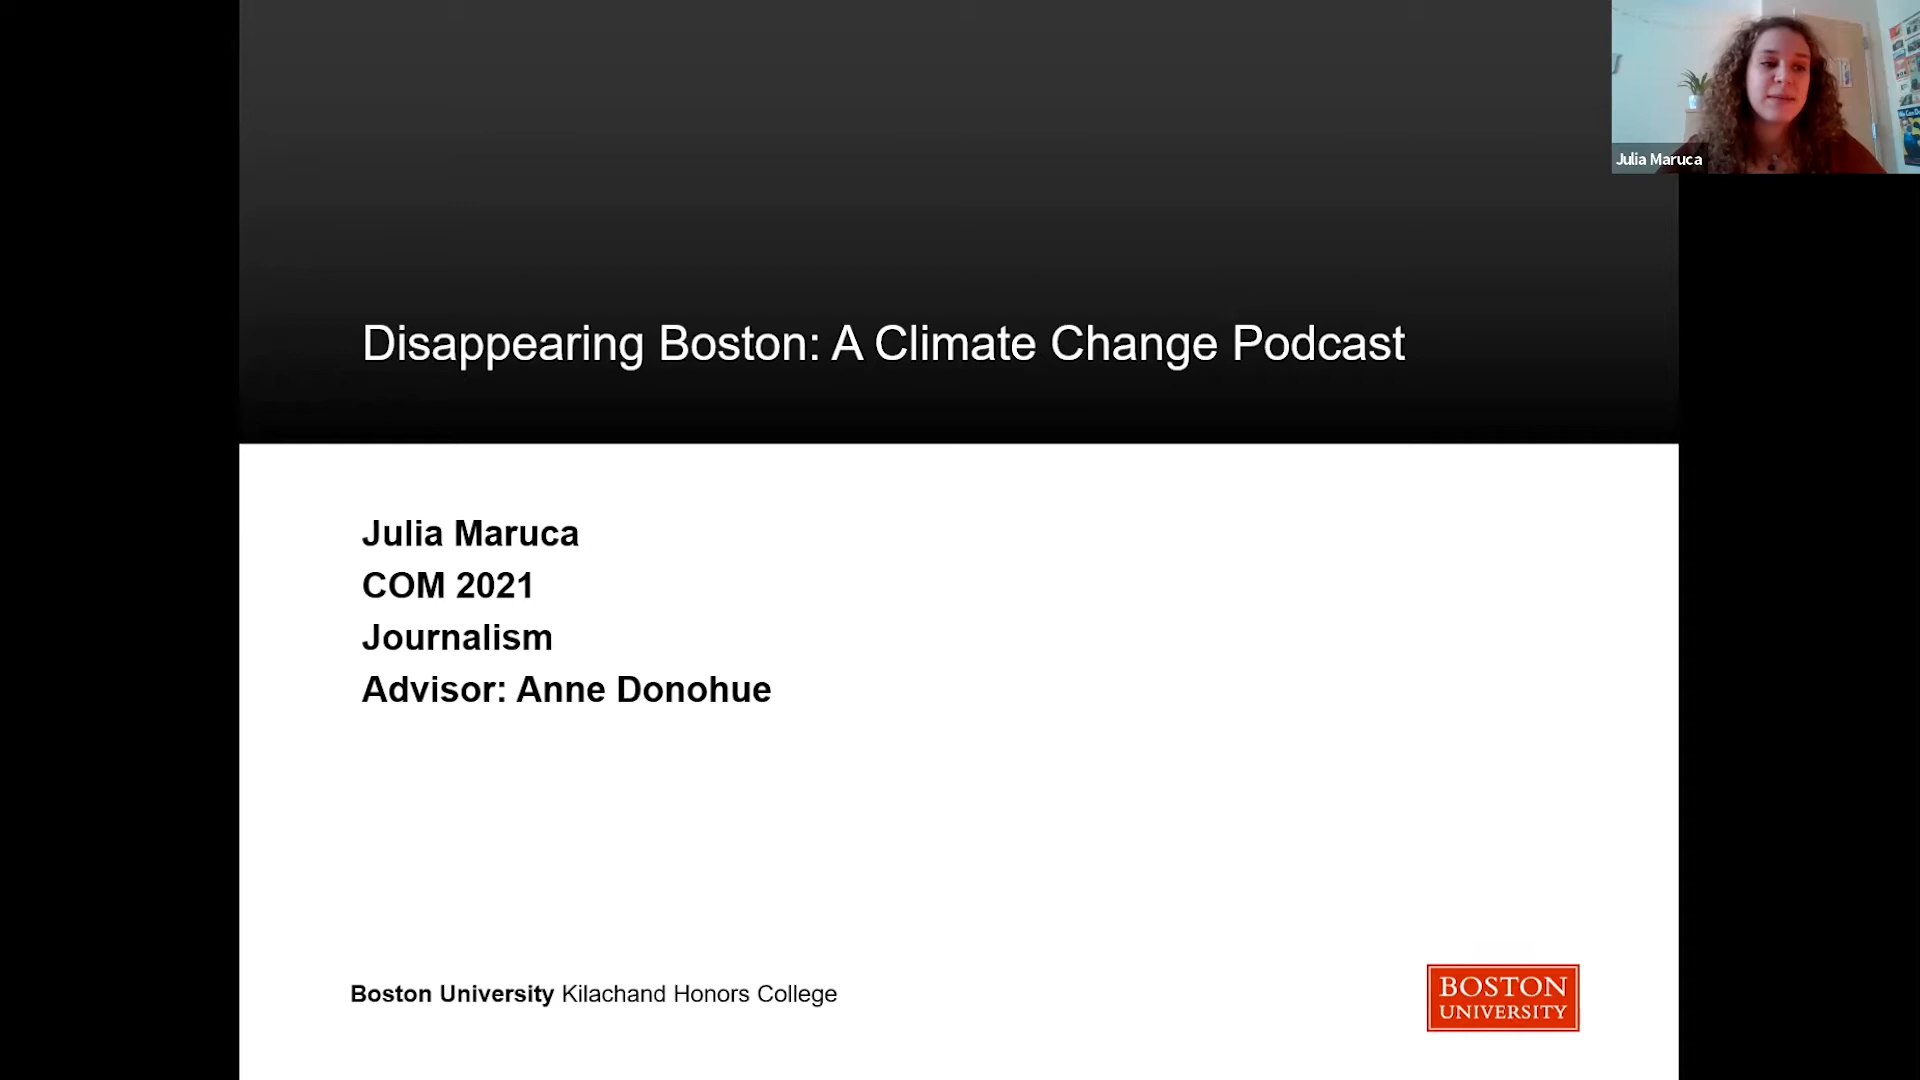 Julia Maruca
Disappearing Boston: A Climate Change Podcast
Julia Maruca
COM 2021
Journalism
Advisor: Anne Donohue
Boston University Kilachand Honors College
BOSTON
UNIVERSITY